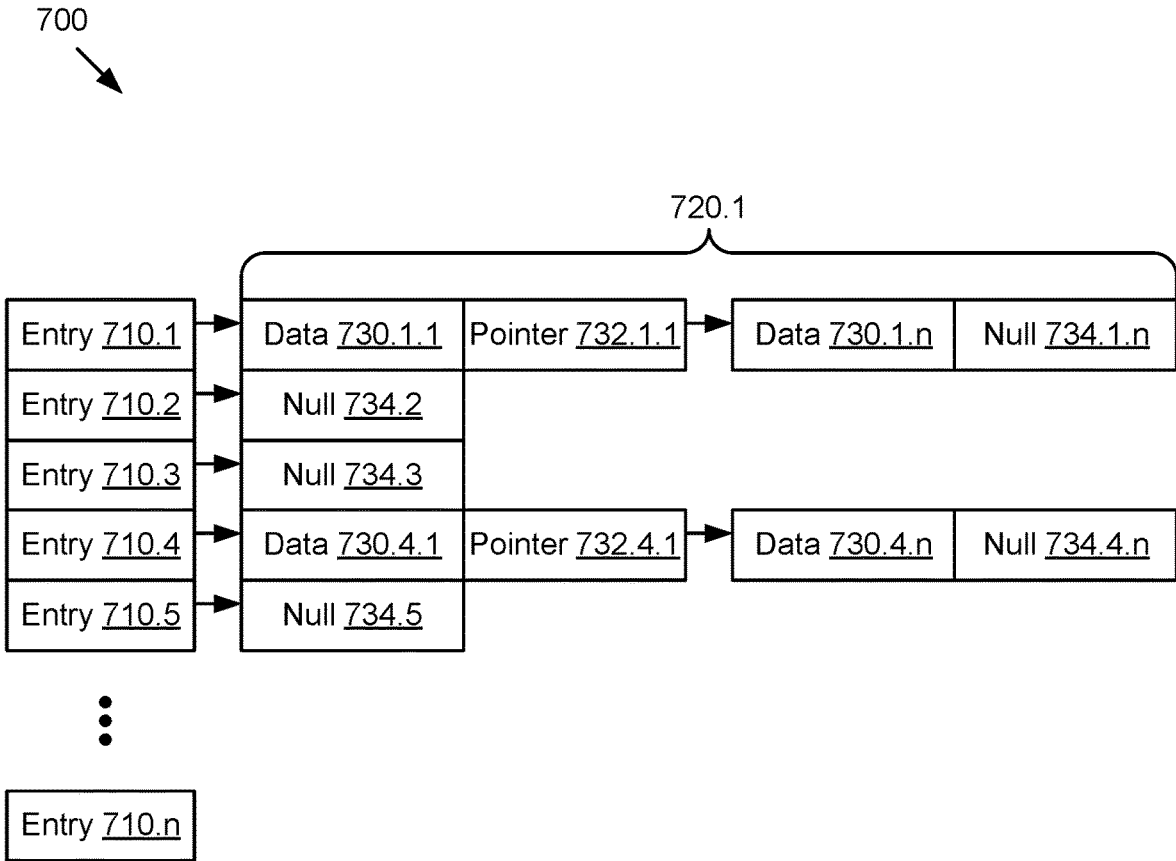 700
720.1
Entry 710.1 Data 730.1.1 Pointer 732.1.1 Data 730.1.n Null 734.1.n
Entry 710.2 Null 734.2
Entry 710.3 Null 734.3
Entry 710.4 Data 730.4.1 Pointer 732.4.1 Data 730.4.n Null 734.4.n
Entry 710.5 Null 734.5
Entry 710.n